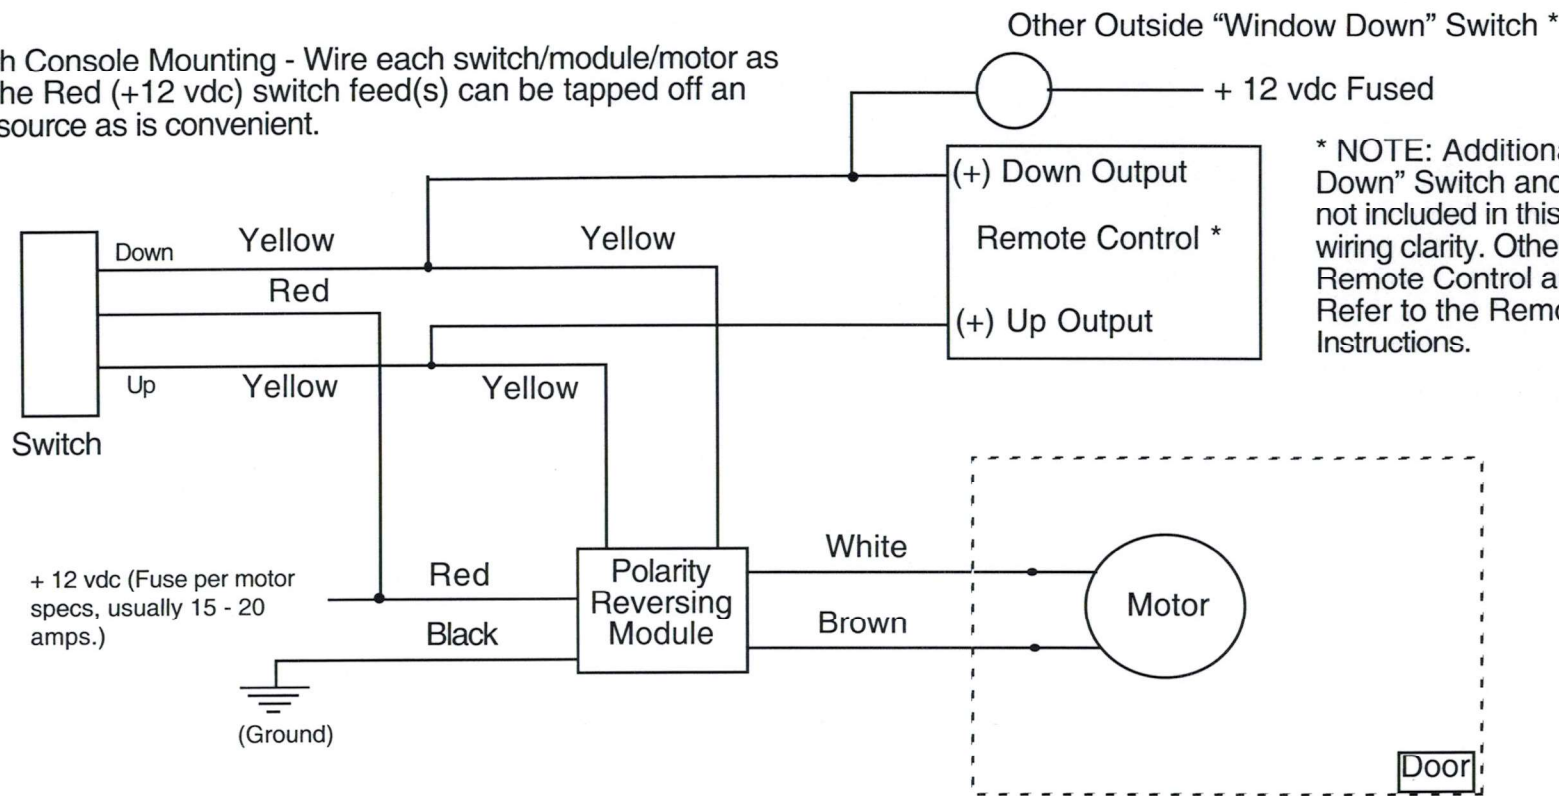 Other Outside “Window Down” Switch *
h Console Mounting - Wire each switch/module/motor as
he Red (+12 vdc) switch feed(s) can be tapped off an
source as is convenient.
+ 12 vdc Fused
* NOTE: Additiona
Down” Switch and
not included in this
wiring clarity. Othe
Remote Control a
Refer to the Remo
Instructions.
(+) Down Output
Remote Control *
(+) Up Output
Down
Yellow
Yellow
Red
Up
Yellow
Yellow
Switch
+ 12 vdc (Fuse per motor
specs, usually 15 - 20
amps.)
Red
Black
(Ground)
Polarity
Reversing
Module
White
Brown
Motor
Door